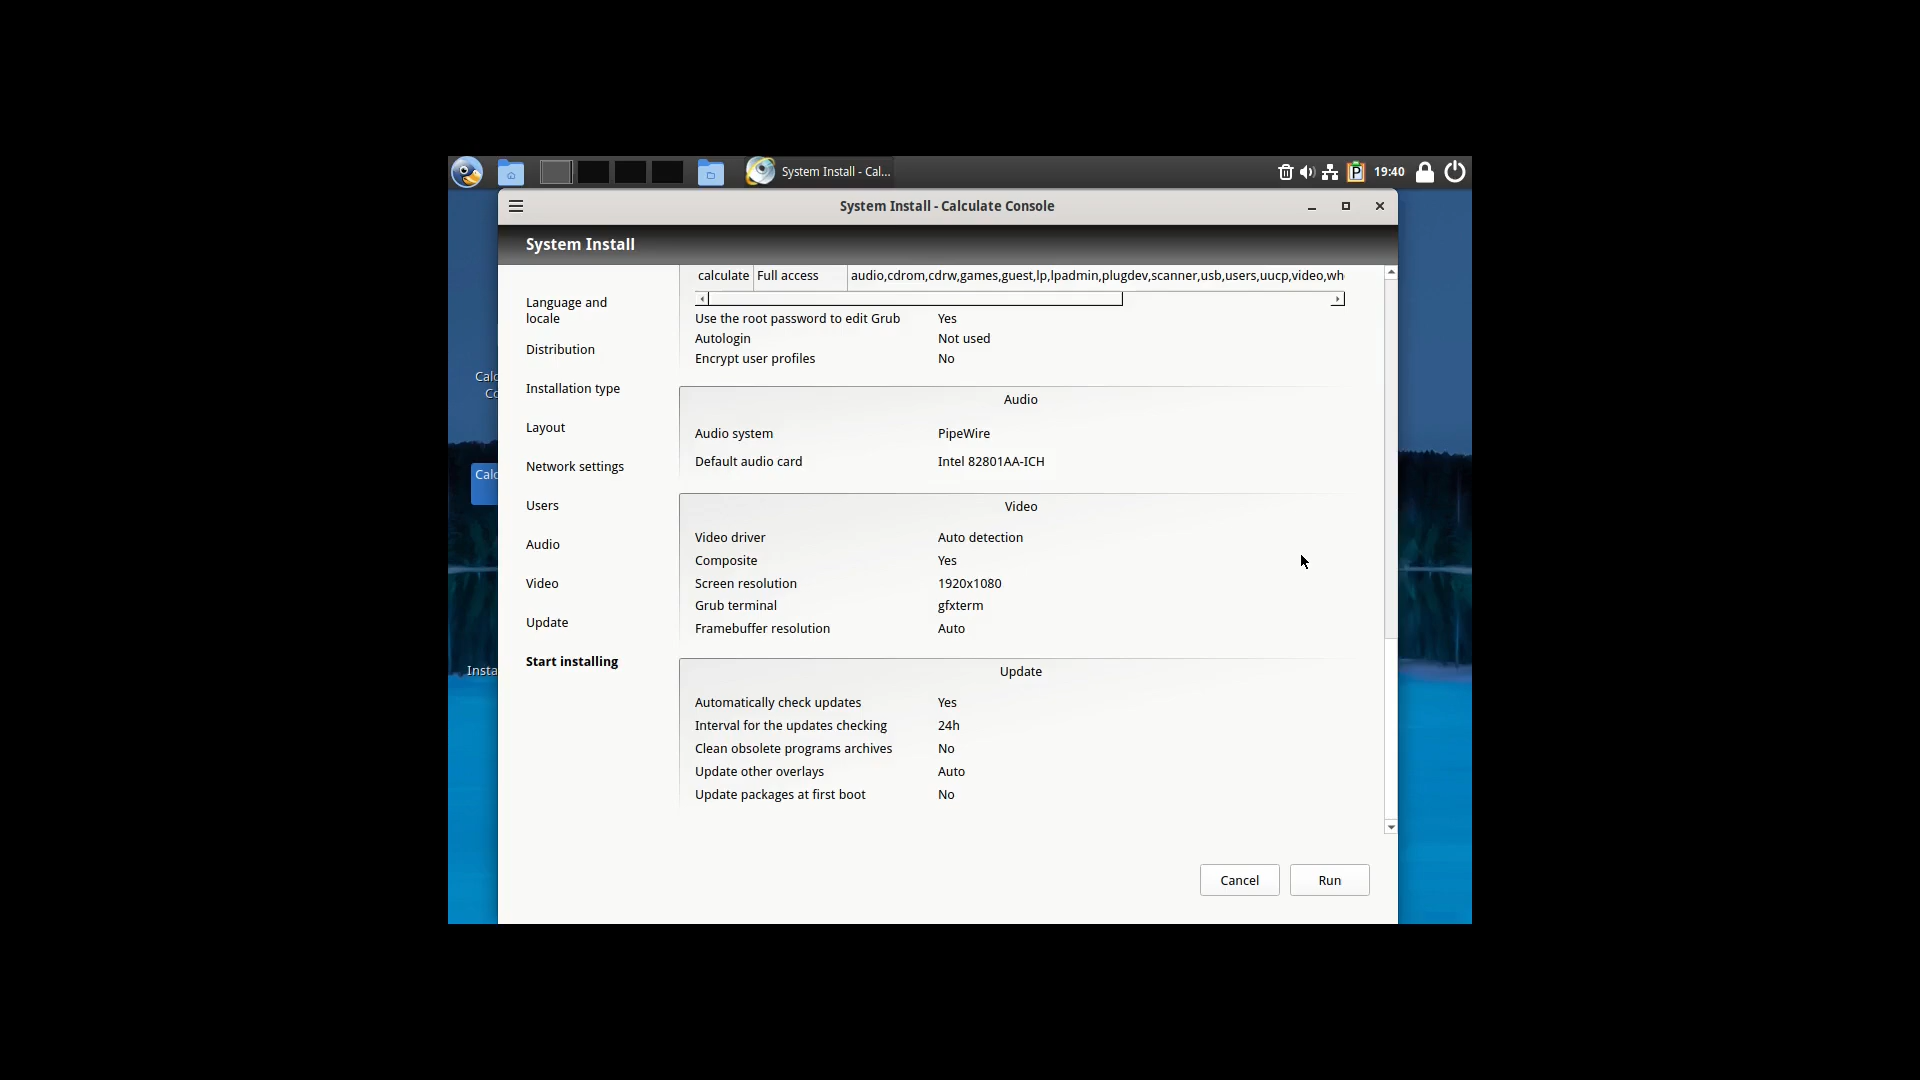 System Install - Cal...
P
19:40
System Install - Calculate Console
System Install
Language and
locale
Distribution
Installation type
Layout
Network settings
Users
Audio
Video
Update
Start installing
calculate Full access audio,cdrom,cdrw,games,guest,lp,lpadmin,plugdev,scanner,usb,users,uucp,video,wh
Use the root password to edit Grub Yes
Autologin Not used
Encrypt user profiles No
Audio
Audio system PipeWire
Default audio card Intel 82801AA-ICH
Video
Video driver Auto detection
Composite Yes
Screen resolution 1920x1080
Grub terminal gfxterm
Framebuffer resolution Auto
Update
Automatically check updates Yes
Interval for the updates checking 24h
Clean obsolete programs archives No
Update other overlays Auto
Update packages at first boot No
Cancel
Run
Calc
Co
Calc
Insta